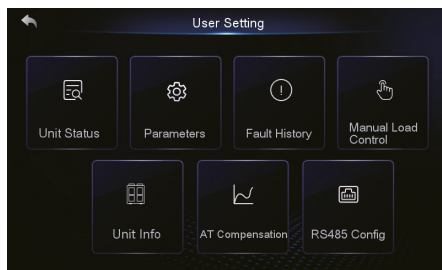 User Setting
Unit Status
Parameters
Fault History
Manual Load
Control
Unit Info
AT Compensation
RS485 Config